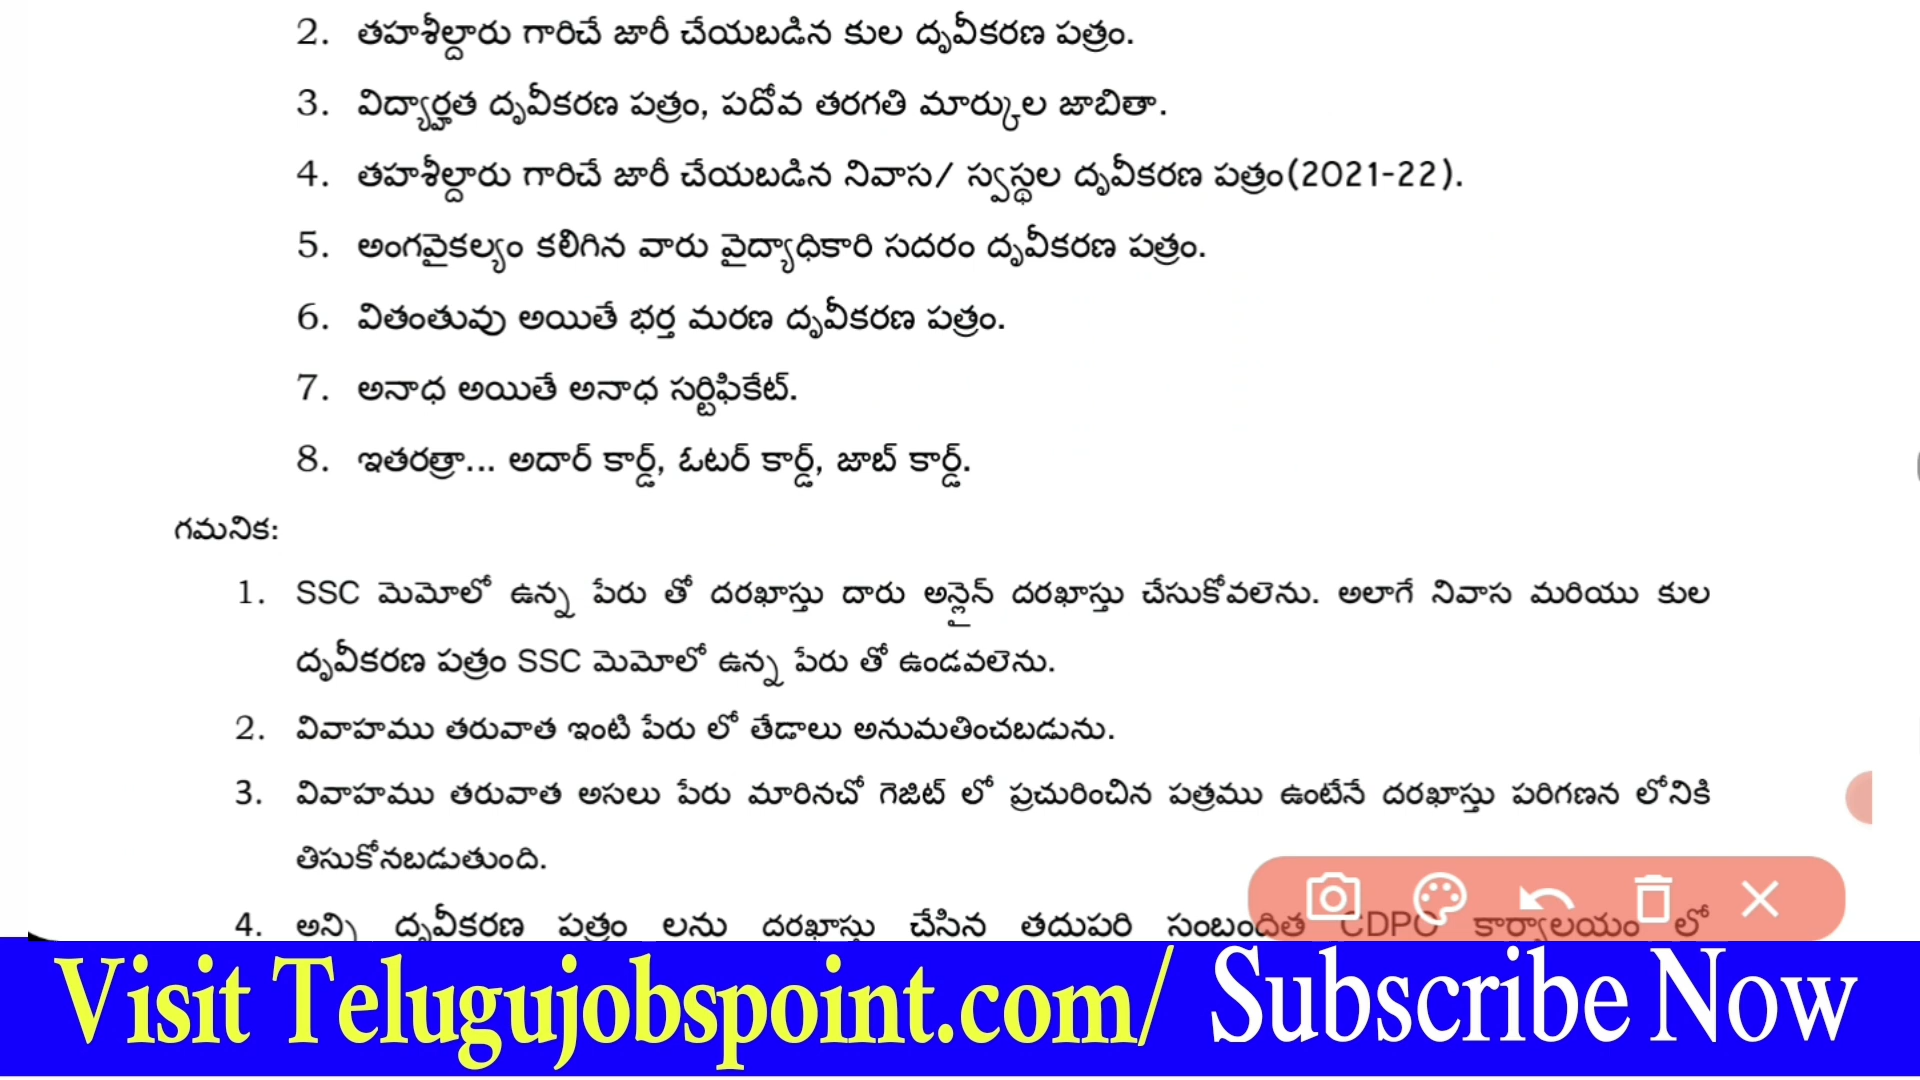 2. తహశీల్దారు గారిచే జారీ చేయబడిన కుల దృవీకరణ పత్రం.
3. విద్యార్హత దృవీకరణ పత్రం, పదోవ తరగతి మార్కుల జాబితా.
4. తహశీల్దారు గారిచే జారీ చేయబడిన నివాస/ స్వస్థల దృవీకరణ పత్రం(2021-22).
5. అంగవైకల్యం కలిగిన వారు వైద్యాధికారి సదరం దృవీకరణ పత్రం.
6. వితంతువు అయితే భర్త మరణ దృవీకరణ పత్రం.
7. అనాధ అయితే అనాధ సర్టిఫికేట్.
8. ఇతరత్రా... అదార్ కార్డ్, ఓటర్ కార్డ్, జాబ్ కార్డ్.
గమనిక:
1. SSC మెమోలో ఉన్న పేరు తో దరఖాస్తు దారు అన్లైన్ దరఖాస్తు చేసుకోవలెను. అలాగే నివాస మరియు కుల
దృవీకరణ పత్రం SSC మెమోలో ఉన్న పేరు తో ఉండవలెను.
2. వివాహము తరువాత ఇంటి పేరు లో తేడాలు అనుమతించబడును.
3. వివాహము తరువాత అసలు పేరు మారినచో గెజిట్ లో ప్రచురించిన పత్రము ఉంటేనే దరఖాస్తు పరిగణన లోనికి
తిసుకోనబడుతుంది.
4. అన్ని దృవీకరణ పత్రం లను దరఖాస్తు చేసిన తదుపరి సంబందిత CDPO కార్యాలయం లో
Visit Telugujobspoint.com/ Subscribe Now